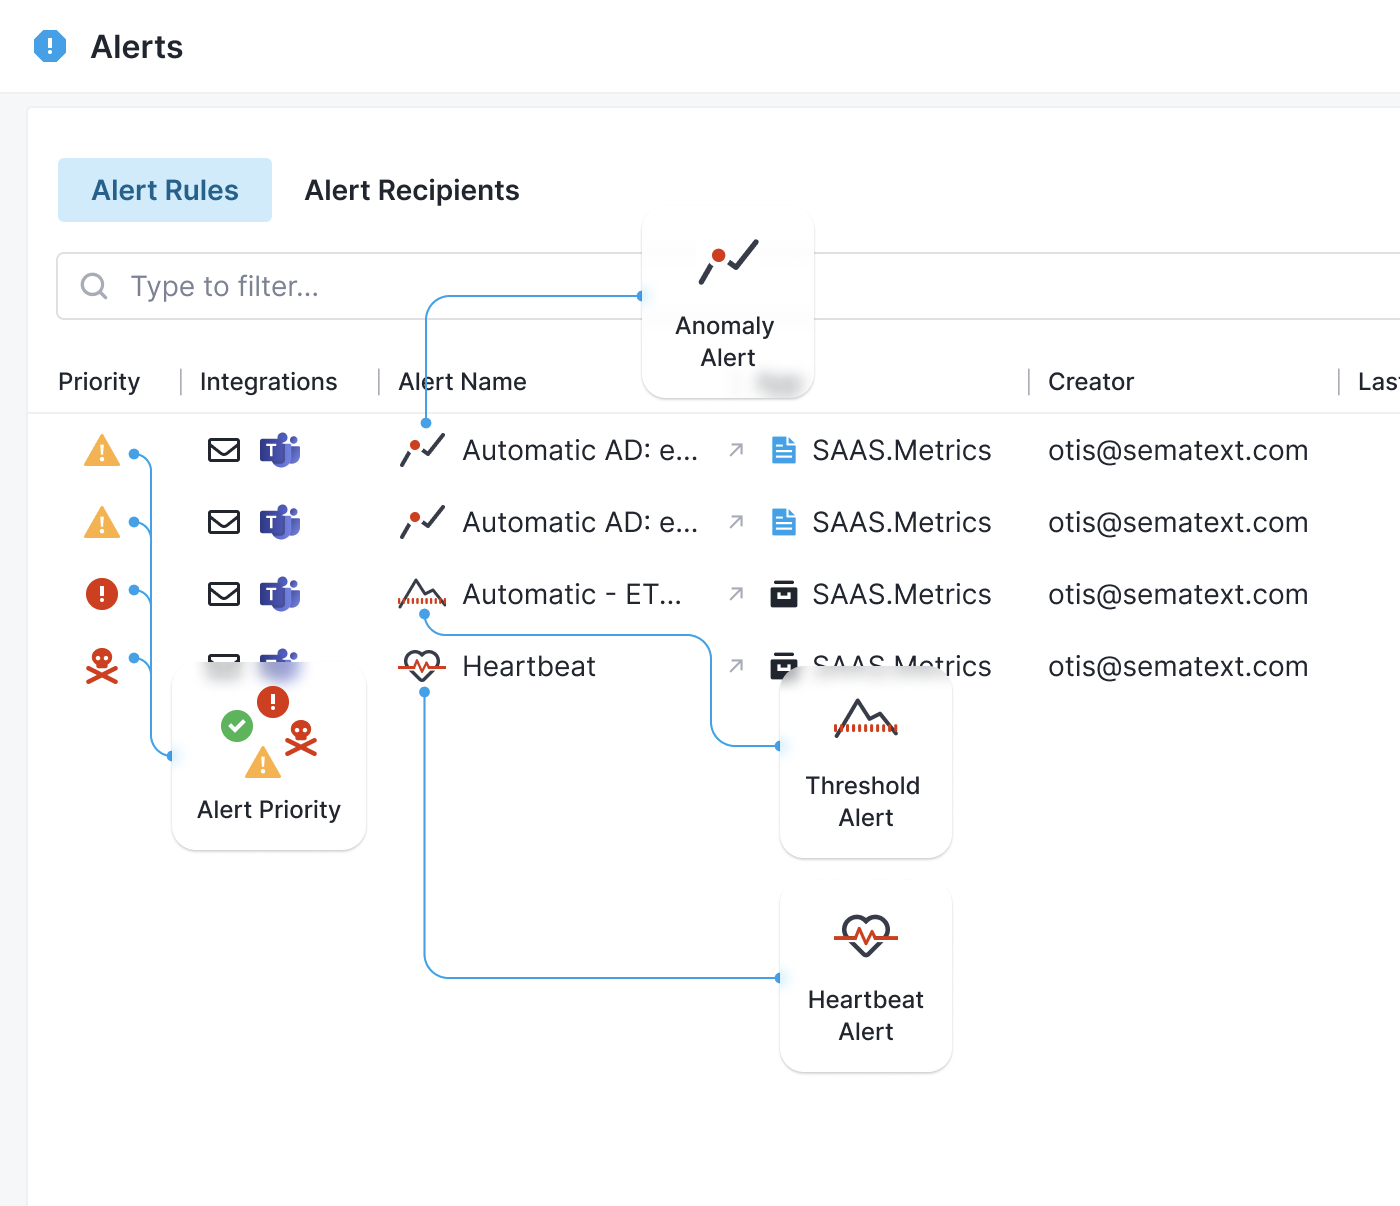 Alerts
Alert Rules Alert Recipients
Type to filter...
Anomaly
Alert
Priority Integrations Alert Name Creator Las
Automatic AD: e... SAAS.Metrics otis@sematext.com
Automatic AD: e... SAAS.Metrics otis@sematext.com
Automatic - ET... SAAS.Metrics otis@sematext.com
Heartbeat SAAS.Metrics otis@sematext.com
Alert Priority
Threshold
Alert
Heartbeat
Alert